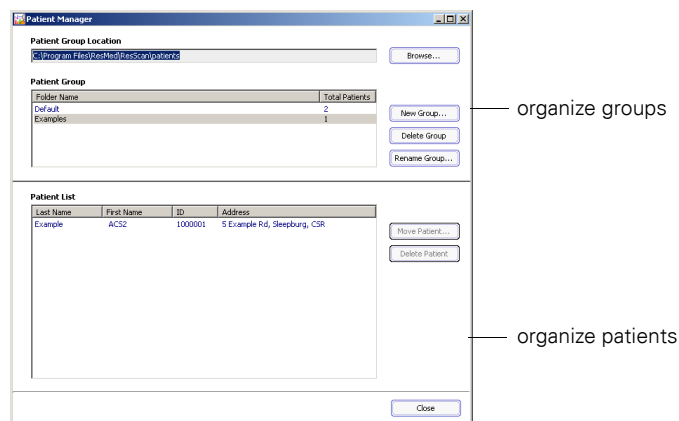 Patient Manager
Patient Group Location
C:\Program Files\ResMed\ResScan\patients
Browse...
Patient Group
Folder Name Total Patients
Default 2
Examples 1
New Group...
Delete Group
Rename Group...
organize groups
Patient List
Last Name First Name ID Address
Example ACS2 1000001 5 Example Rd, Sleepburg, CSR
Move Patient...
Delete Patient
organize patients
Close